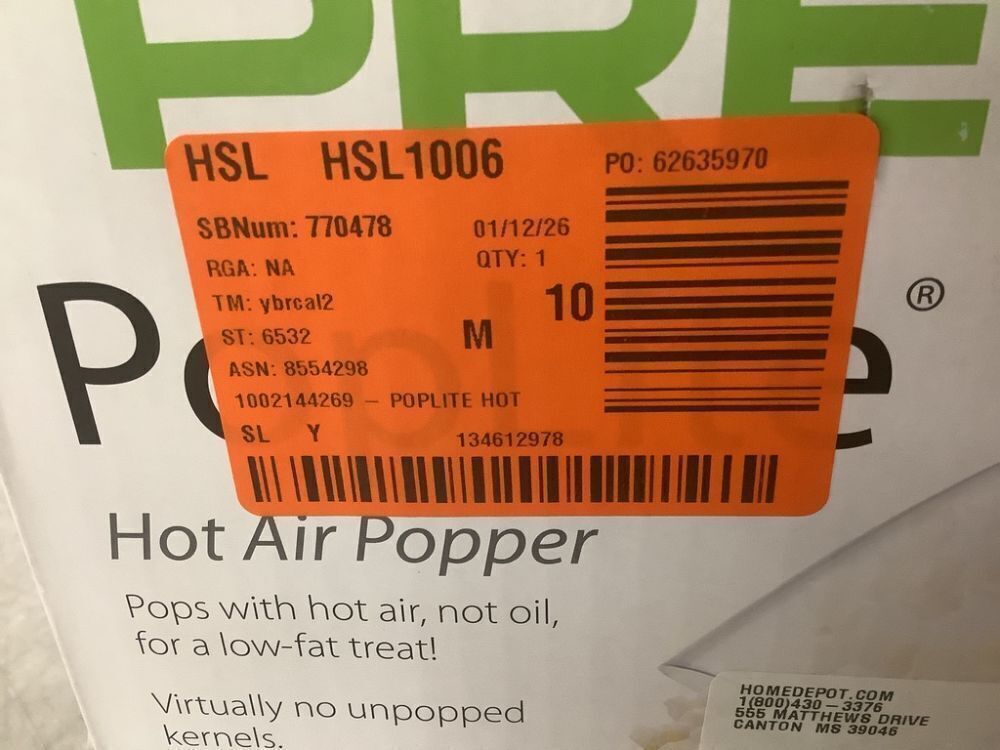 PRE
HSL HSL1006 PO: 62635970
SBNum: 770478 01/12/26
RGA: NA QTY: 1
TM: ybrcal2 10
ST: 6532 M
ASN: 8554298
1002144269 – POPLITE HOT
SL Y 134612978
PopLite®
Hot Air Popper
Pops with hot air, not oil,
for a low-fat treat!
Virtually no unpopped
kernels.
HOMEDEPOT.COM
1(800)430–3376
555 MATTHEWS DRIVE
CANTON MS 39046